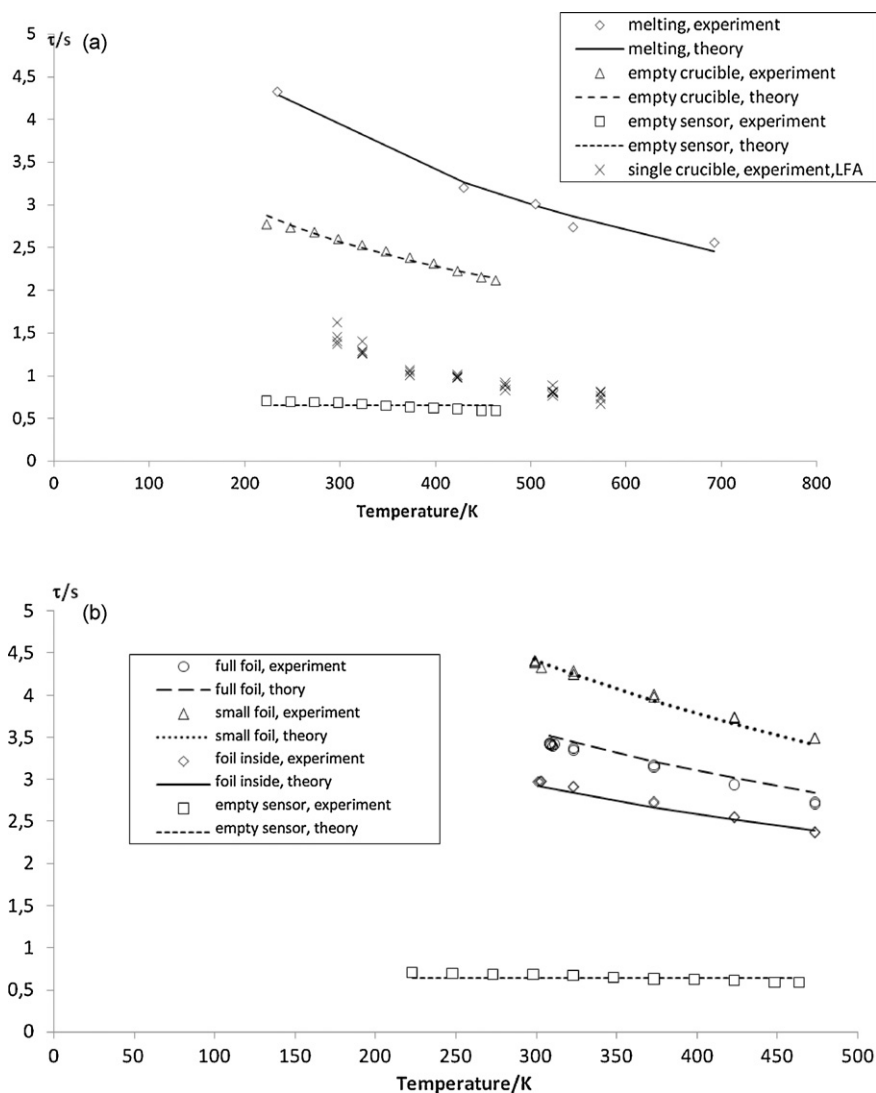 τ/s (a)
melting, experiment
melting, theory
empty crucible, experiment
empty crucible, theory
empty sensor, experiment
empty sensor, theory
single crucible, experiment,LFA
5
4,5
4
3,5
3
2,5
2
1,5
1
0,5
0
0 100 200 300 400 500 600 700 800
Temperature/K
τ/s (b)
full foil, experiment
full foil, thory
small foil, experiment
small foil, theory
foil inside, experiment
foil inside, theory
empty sensor, experiment
empty sensor, theory
5
4,5
4
3,5
3
2,5
2
1,5
1
0,5
0
0 50 100 150 200 250 300 350 400 450 500
Temperature/K